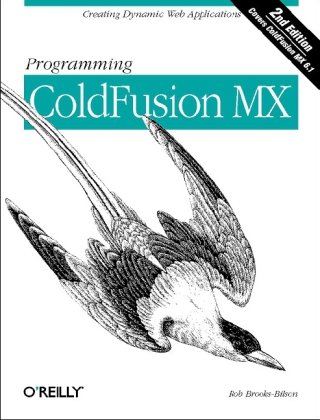 Creating Dynamic Web Applications
2nd Edition
Covers ColdFusion MX 6.1
Programming
ColdFusion MX
O'REILLY
Rob Brooks-Bilson